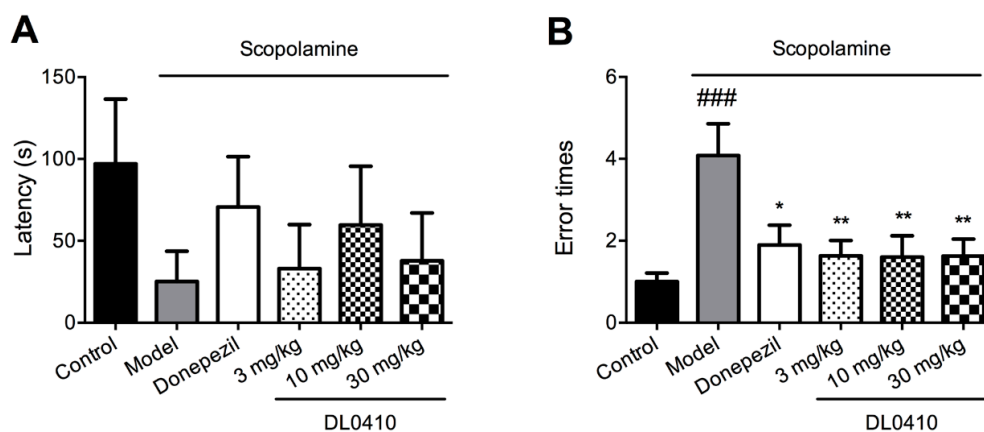 A
Scopolamine
Latency (s)
150
100
50
0
Control
Model
Donepezil
3 mg/kg
10 mg/kg
30 mg/kg
DL0410
B
Scopolamine
Error times
6
4
2
0
###
*
**
**
**
Control
Model
Donepezil
3 mg/kg
10 mg/kg
30 mg/kg
DL0410